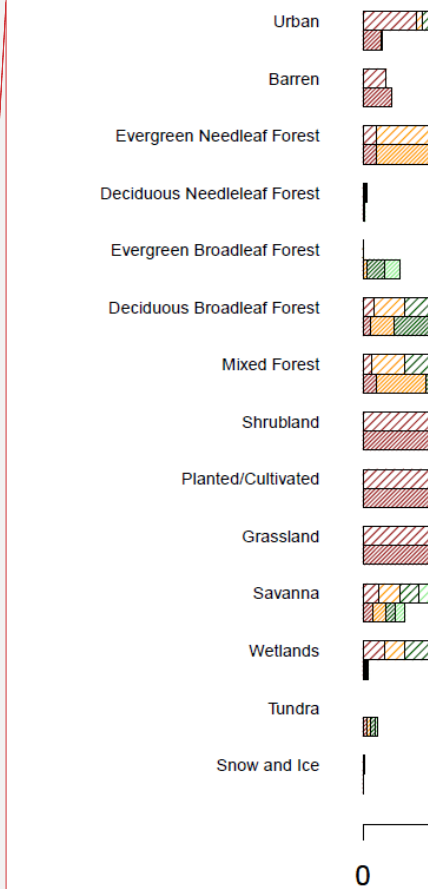 Urban
Barren
Evergreen Needleaf Forest
Deciduous Needleleaf Forest
Evergreen Broadleaf Forest
Deciduous Broadleaf Forest
Mixed Forest
Shrubland
Planted/Cultivated
Grassland
Savanna
Wetlands
Tundra
Snow and Ice
0